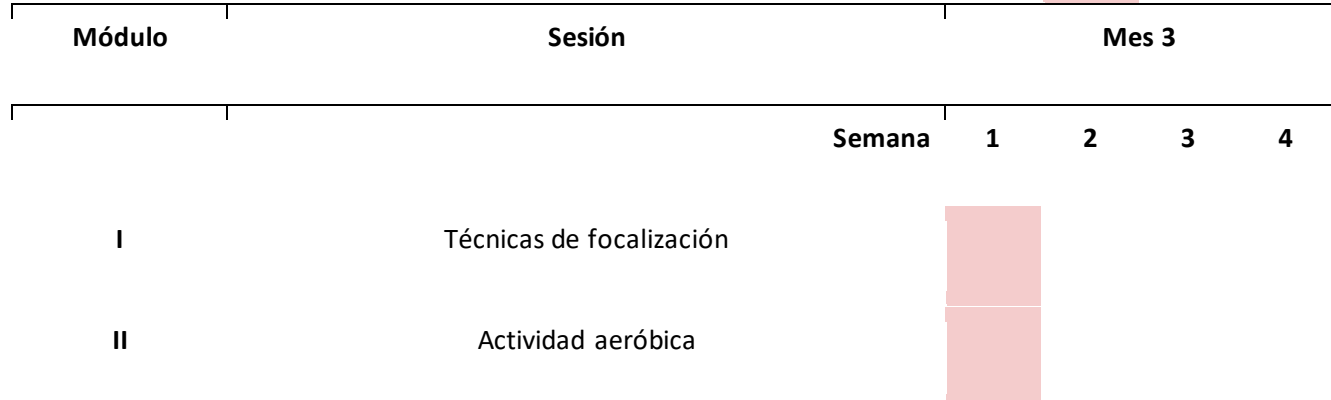 Módulo Sesión Mes 3
Semana 1 2 3 4
I Técnicas de focalización
II Actividad aeróbica